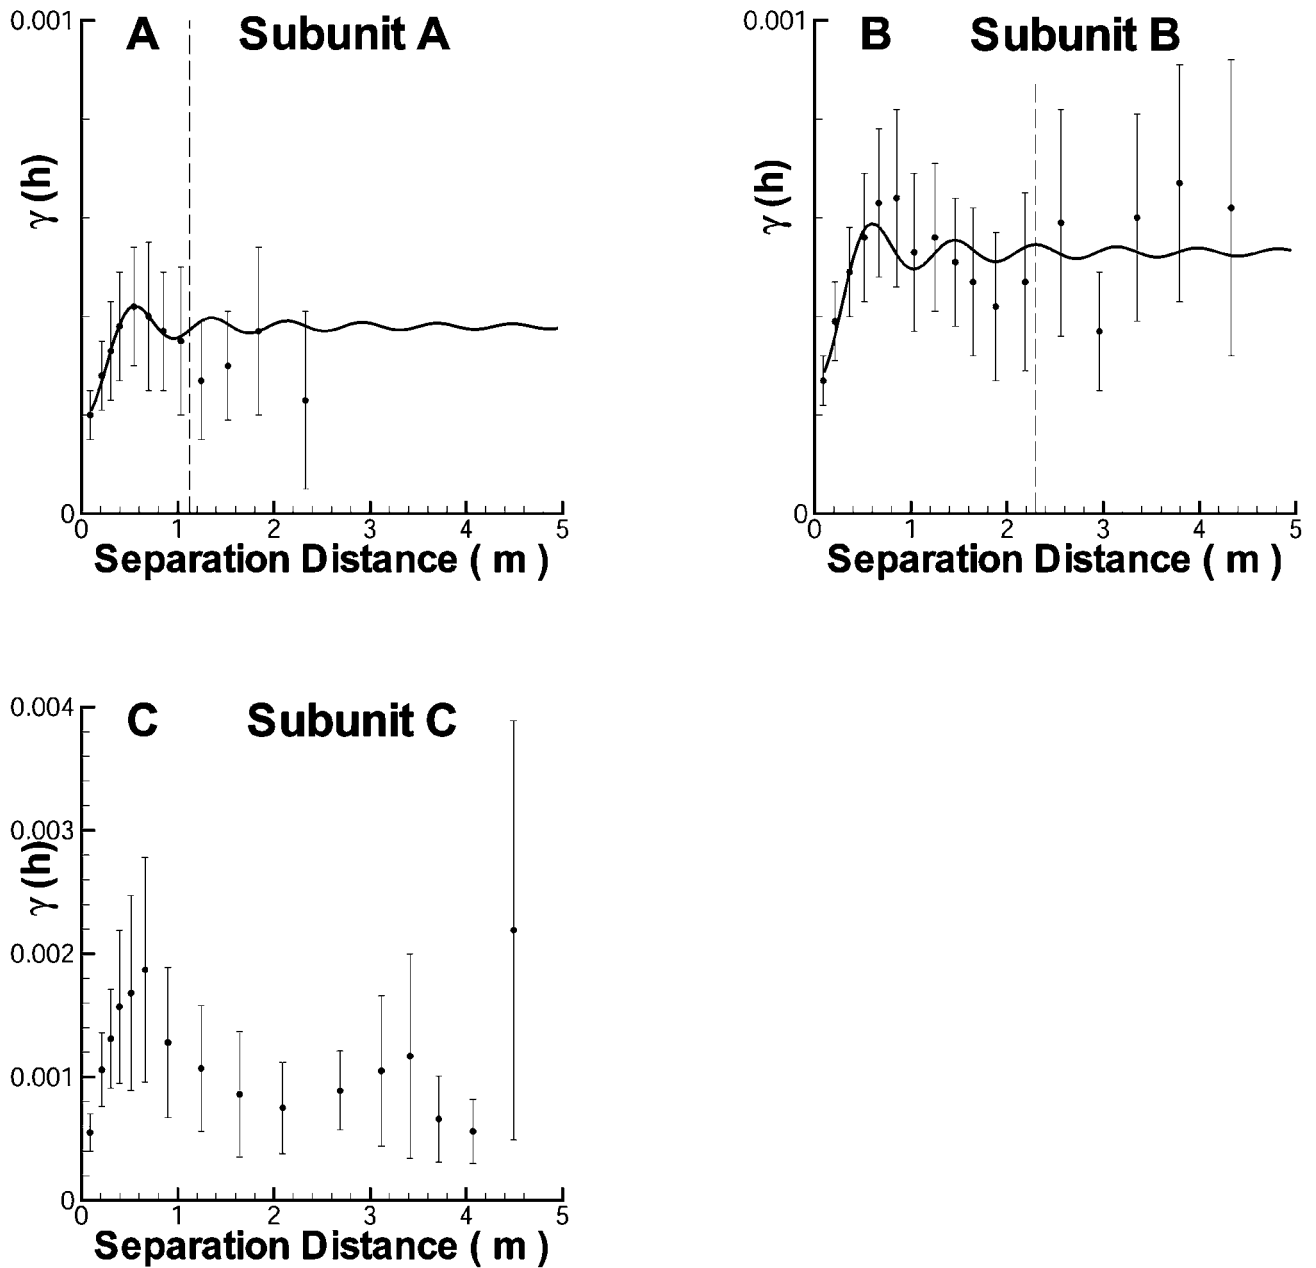 0.001 A Subunit A
γ (h)
0
0 1 2 3 4 5
Separation Distance ( m )
0.001 B Subunit B
γ (h)
0
0 1 2 3 4 5
Separation Distance ( m )
0.004 C Subunit C
0.003
γ (h)
0.002
0.001
0
0 1 2 3 4 5
Separation Distance ( m )